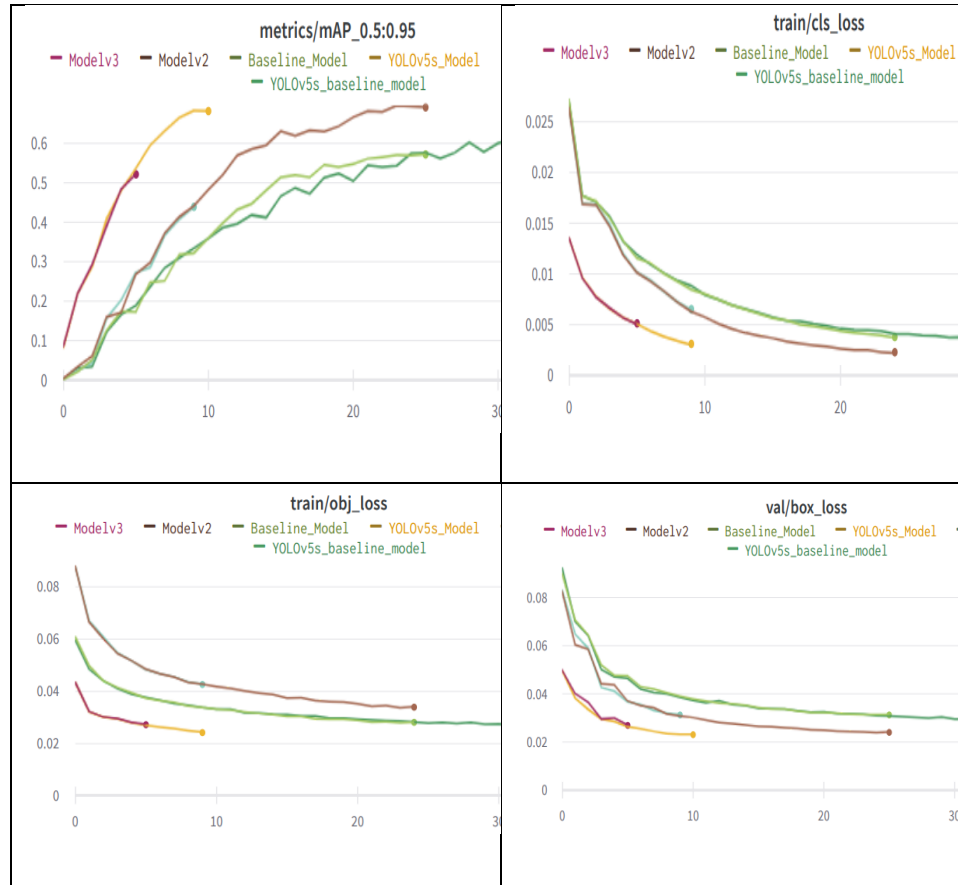 metrics/mAP_0.5:0.95
Modelv3 Modelv2 Baseline_Model YOLOv5s_Model
YOLOv5s_baseline_model
0.6
0.5
0.4
0.3
0.2
0.1
0
0 10 20 30
train/cls_loss
Modelv3 Modelv2 Baseline_Model YOLOv5s_Model
YOLOv5s_baseline_model
0.025
0.02
0.015
0.01
0.005
0
0 10 20
train/obj_loss
Modelv3 Modelv2 Baseline_Model YOLOv5s_Model
YOLOv5s_baseline_model
0.08
0.06
0.04
0.02
0
0 10 20 30
val/box_loss
Modelv3 Modelv2 Baseline_Model YOLOv5s_Model
YOLOv5s_baseline_model
0.08
0.06
0.04
0.02
0
0 10 20 30